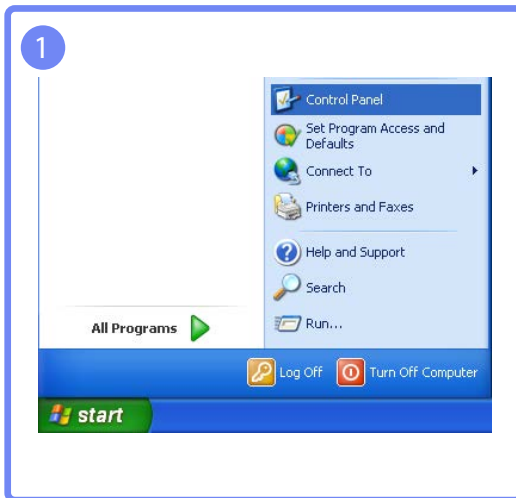 1
Control Panel
Set Program Access and
Defaults
Connect To
Printers and Faxes
Help and Support
Search
Run...
All Programs
Log Off
Turn Off Computer
start